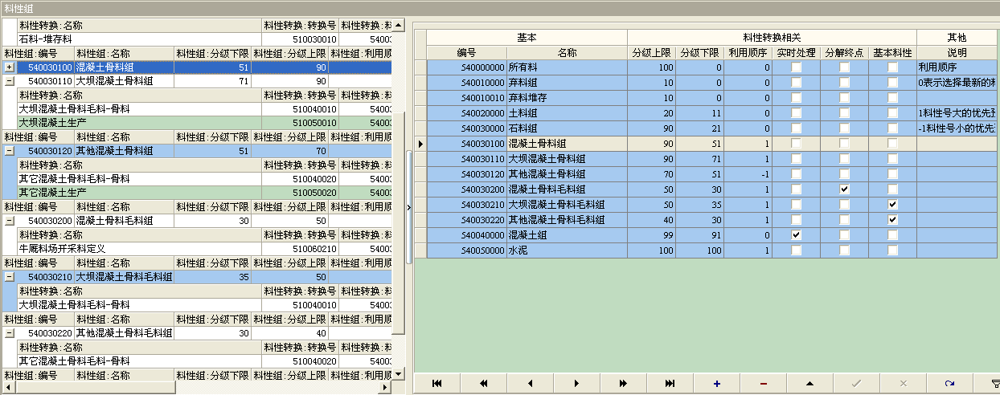 料性组
料性转换:名称 料性转换:转换号 料性转换:料
石料-堆存料 510030010 54003
料性组:编号 料性组:名称 料性组:分级下限 料性组:分级上限 料性组:利用顺
540030100 混凝土骨料组 51 90
540030110 大坝混凝土骨料组 71 90
料性转换:名称 料性转换:转换号 料性转换:料
大坝混凝土骨料毛料-骨料 510040010 54003
大坝混凝土生产 510050010 54003
料性组:编号 料性组:名称 料性组:分级下限 料性组:分级上限 料性组:利用顺
540030120 其他混凝土骨料组 51 70
料性转换:名称 料性转换:转换号 料性转换:料
其它混凝土骨料毛料-骨料 510040020 54003
其它混凝土生产 510050020 54003
料性组:编号 料性组:名称 料性组:分级下限 料性组:分级上限 料性组:利用顺
540030200 混凝土骨料毛料组 30 50
料性转换:名称 料性转换:转换号 料性转换:料
牛厩料场开采料定义 510060210 54003
料性组:编号 料性组:名称 料性组:分级下限 料性组:分级上限 料性组:利用顺
540030210 大坝混凝土骨料毛料组 35 50
料性转换:名称 料性转换:转换号 料性转换:料
大坝混凝土骨料毛料-骨料 510040010 54003
料性组:编号 料性组:名称 料性组:分级下限 料性组:分级上限 料性组:利用顺
540030220 其他混凝土骨料毛料组 30 40
料性转换:名称 料性转换:转换号 料性转换:料
其它混凝土骨料毛料-骨料 510040020 54003
料性组:编号 料性组:名称 料性组:分级下限 料性组:分级上限 料性组:利用顺
基本 料性转换相关 其他
编号 名称 分级上限 分级下限 利用顺序 实时处理 分解终点 基本料性 说明
540000000 所有料 100 0 0 利用顺序
540010000 弃料组 10 0 0 0表示选择最新的料
540010010 弃料堆存 10 0 0
540020000 土料组 20 11 0 1料性号大的优先
540030000 石料组 90 21 0 -1料性号小的优先
540030100 混凝土骨料组 90 51 1
540030110 大坝混凝土骨料组 90 71 1
540030120 其他混凝土骨料组 70 51 -1
540030200 混凝土骨料毛料组 50 30 1
540030210 大坝混凝土骨料毛料组 50 35 1
540030220 其他混凝土骨料毛料组 40 30 1
540040000 混凝土组 99 91 0
540050000 水泥 100 100 1